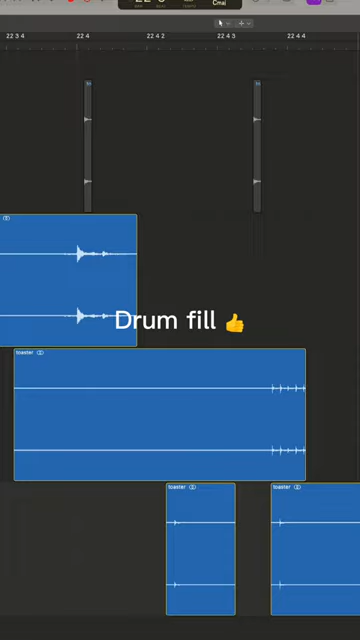 Cmaj
22 3 4
22 4
22 4 2
22 4 3
22 4 4
Drum fill 👍
toaster
toaster
toaster